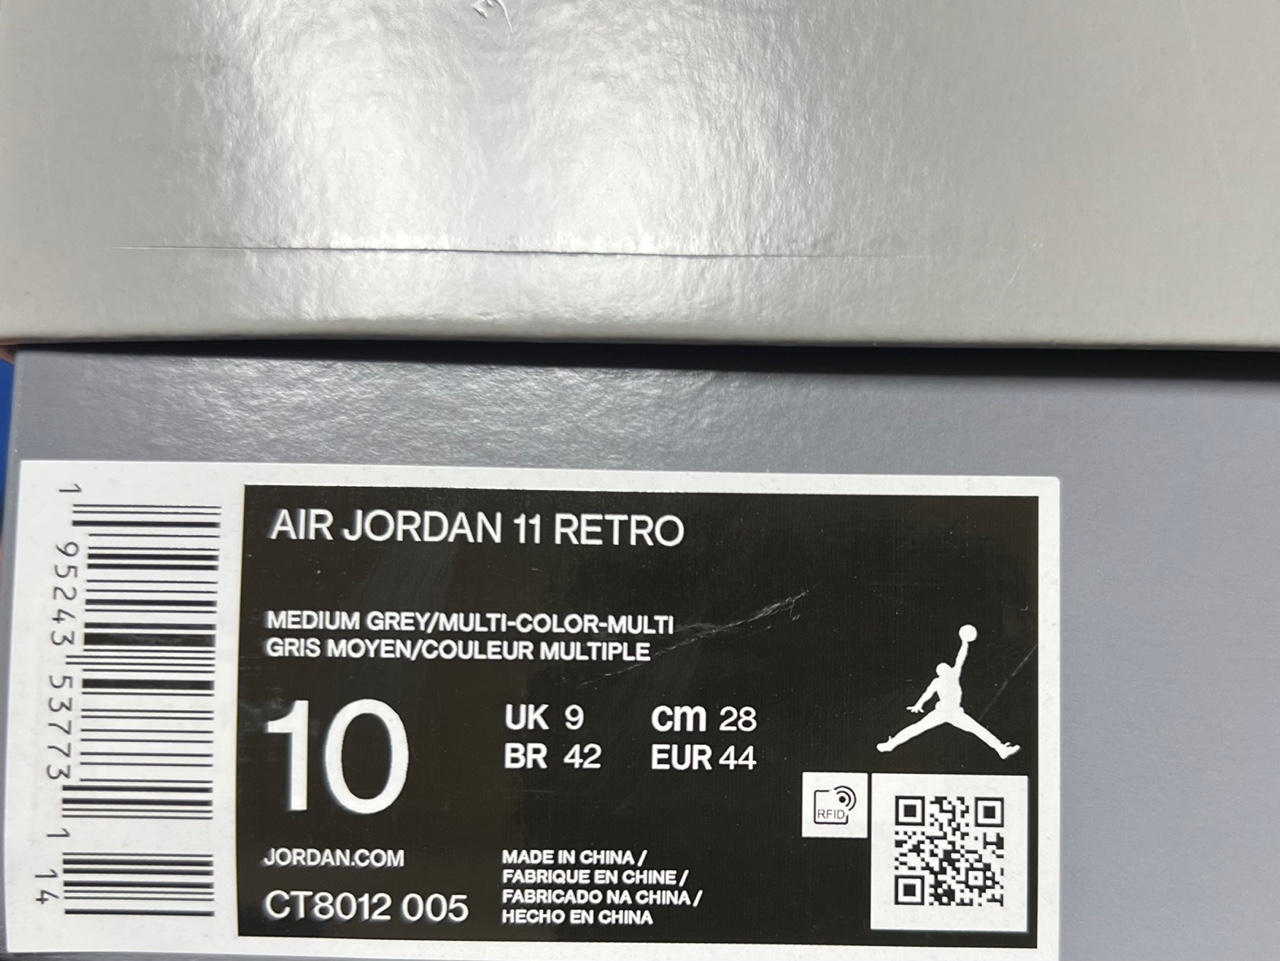 AIR JORDAN 11 RETRO
MEDIUM GREY/MULTI-COLOR-MULTI
GRIS MOYEN/COULEUR MULTIPLE
10
UK 9
cm 28
BR 42
EUR 44
RFID
JORDAN.COM
CT8012 005
MADE IN CHINA /
FABRIQUE EN CHINE /
FABRICADO NA CHINA /
HECHO EN CHINA
1 95243 53773 1 14